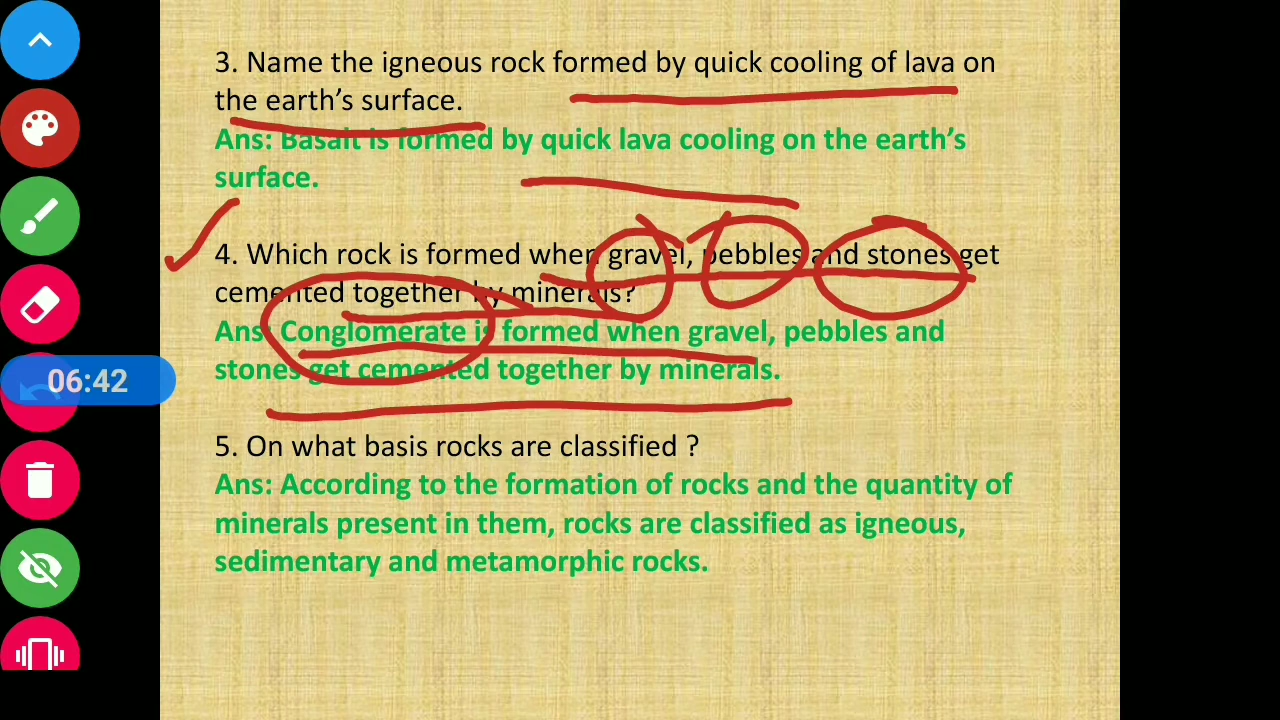 3. Name the igneous rock formed by quick cooling of lava on
the earth’s surface.
Ans: Basalt is formed by quick lava cooling on the earth’s
surface.
4. Which rock is formed when gravel, pebbles and stones get
cemented together by minerals?
Ans: Conglomerate is formed when gravel, pebbles and
stones get cemented together by minerals.
06:42
5. On what basis rocks are classified ?
Ans: According to the formation of rocks and the quantity of
minerals present in them, rocks are classified as igneous,
sedimentary and metamorphic rocks.